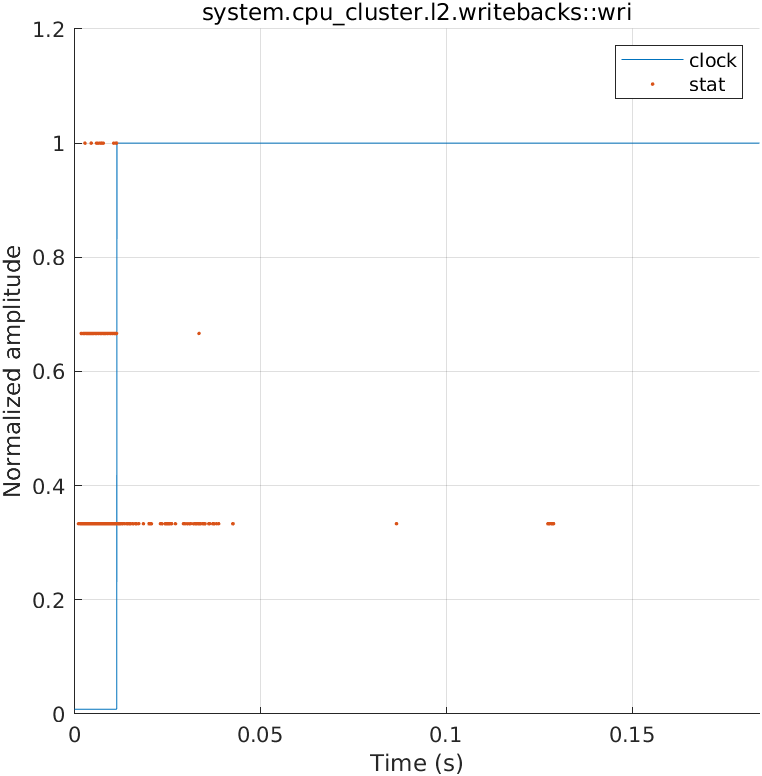 system.cpu_cluster.l2.writebacks::wri
1.2
1
0.8
0.6
0.4
0.2
0
Normalized amplitude
clock
stat
0 0.05 0.1 0.15
Time (s)